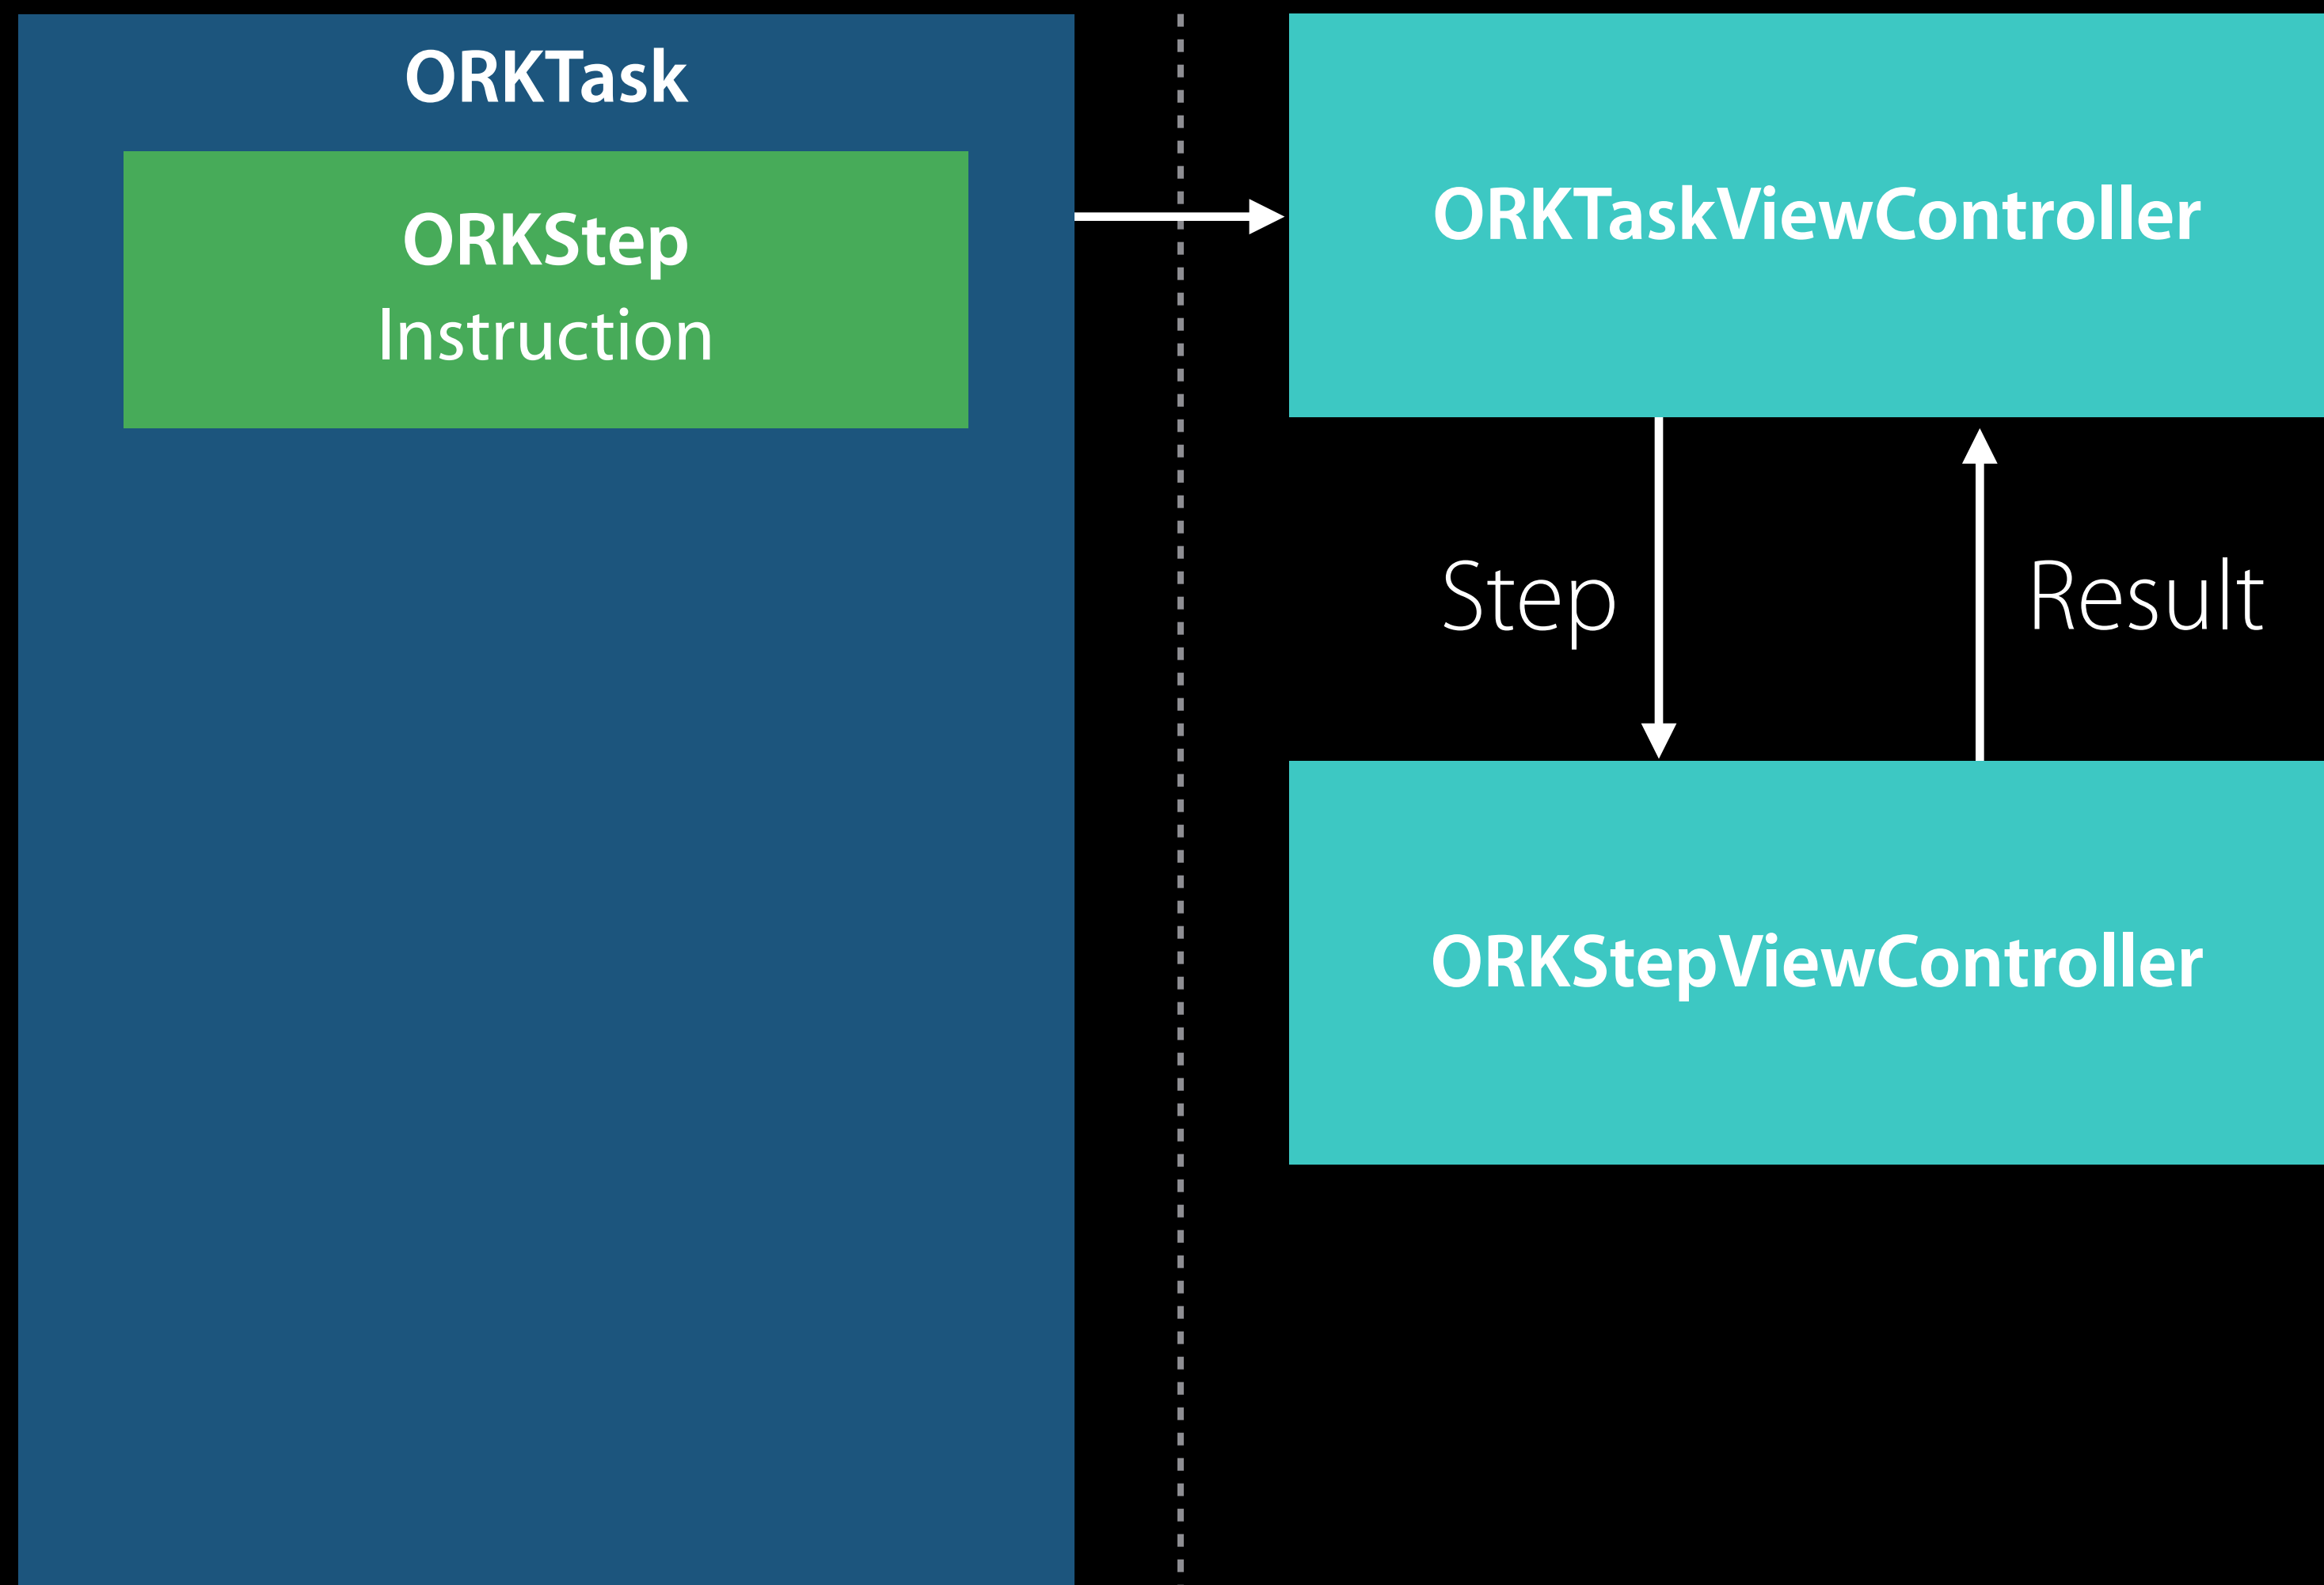 ORKTask
ORKStep
Instruction
ORKTaskViewController
Step
Result
ORKStepViewController